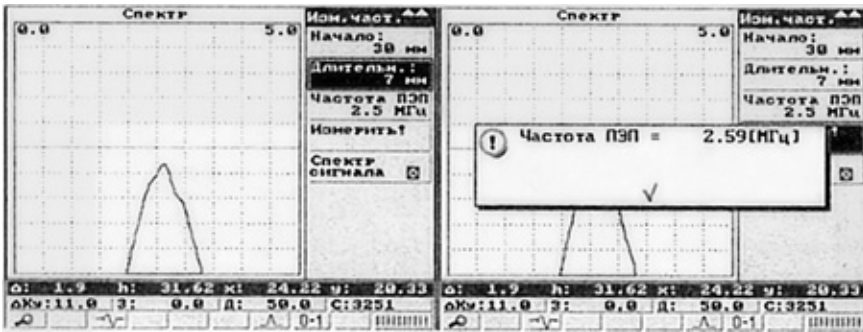 Спектр
0.0 5.0
Изм.част.
Начало:
30 мм
Длительн.:
7 мм
Частота ПЭП
2.5 МГц
Измерить!
Спектр
сигнала
Δ: 1.9 h: 31.62 x: 24.22 y: 20.33
ΔКу:11.0 З: 0.0 Д: 50.0 С:3251
0-1
Спектр
0.0 5.0
Изм.част.
Начало:
30 мм
Длительн.:
7 мм
Частота ПЭП
2.5 МГц
! Частота ПЭП = 2.59[МГц]
Δ: 1.9 h: 31.62 x: 24.22 y: 20.33
ΔКу:11.0 З: 0.0 Д: 50.0 С:3251
0-1